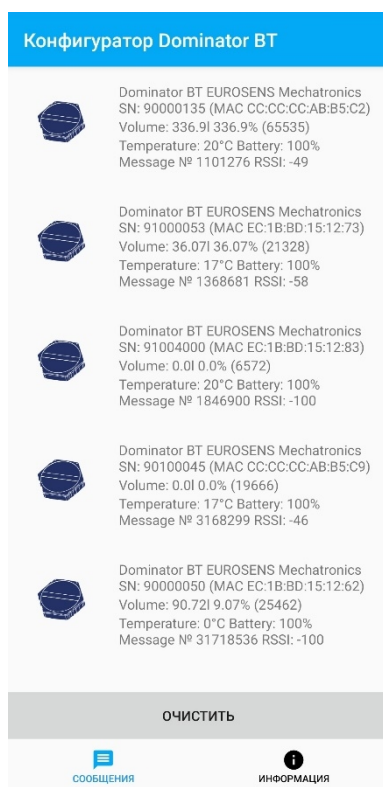 Конфигуратор Dominator BT
Dominator BT EUROSENS Mechatronics
SN: 90000135 (MAC CC:CC:CC:AB:B5:C2)
Volume: 336.9l 336.9% (65535)
Temperature: 20°C Battery: 100%
Message № 1101276 RSSI: -49
Dominator BT EUROSENS Mechatronics
SN: 91000053 (MAC EC:1B:BD:15:12:73)
Volume: 36.07l 36.07% (21328)
Temperature: 17°C Battery: 100%
Message № 1368681 RSSI: -58
Dominator BT EUROSENS Mechatronics
SN: 91004000 (MAC EC:1B:BD:15:12:83)
Volume: 0.0l 0.0% (6572)
Temperature: 20°C Battery: 100%
Message № 1846900 RSSI: -100
Dominator BT EUROSENS Mechatronics
SN: 90100045 (MAC CC:CC:CC:AB:B5:C9)
Volume: 0.0l 0.0% (19666)
Temperature: 17°C Battery: 100%
Message № 3168299 RSSI: -46
Dominator BT EUROSENS Mechatronics
SN: 90000050 (MAC EC:1B:BD:15:12:62)
Volume: 90.72l 9.07% (25462)
Temperature: 0°C Battery: 100%
Message № 31718536 RSSI: -100
ОЧИСТИТЬ
СООБЩЕНИЯ
ИНФОРМАЦИЯ